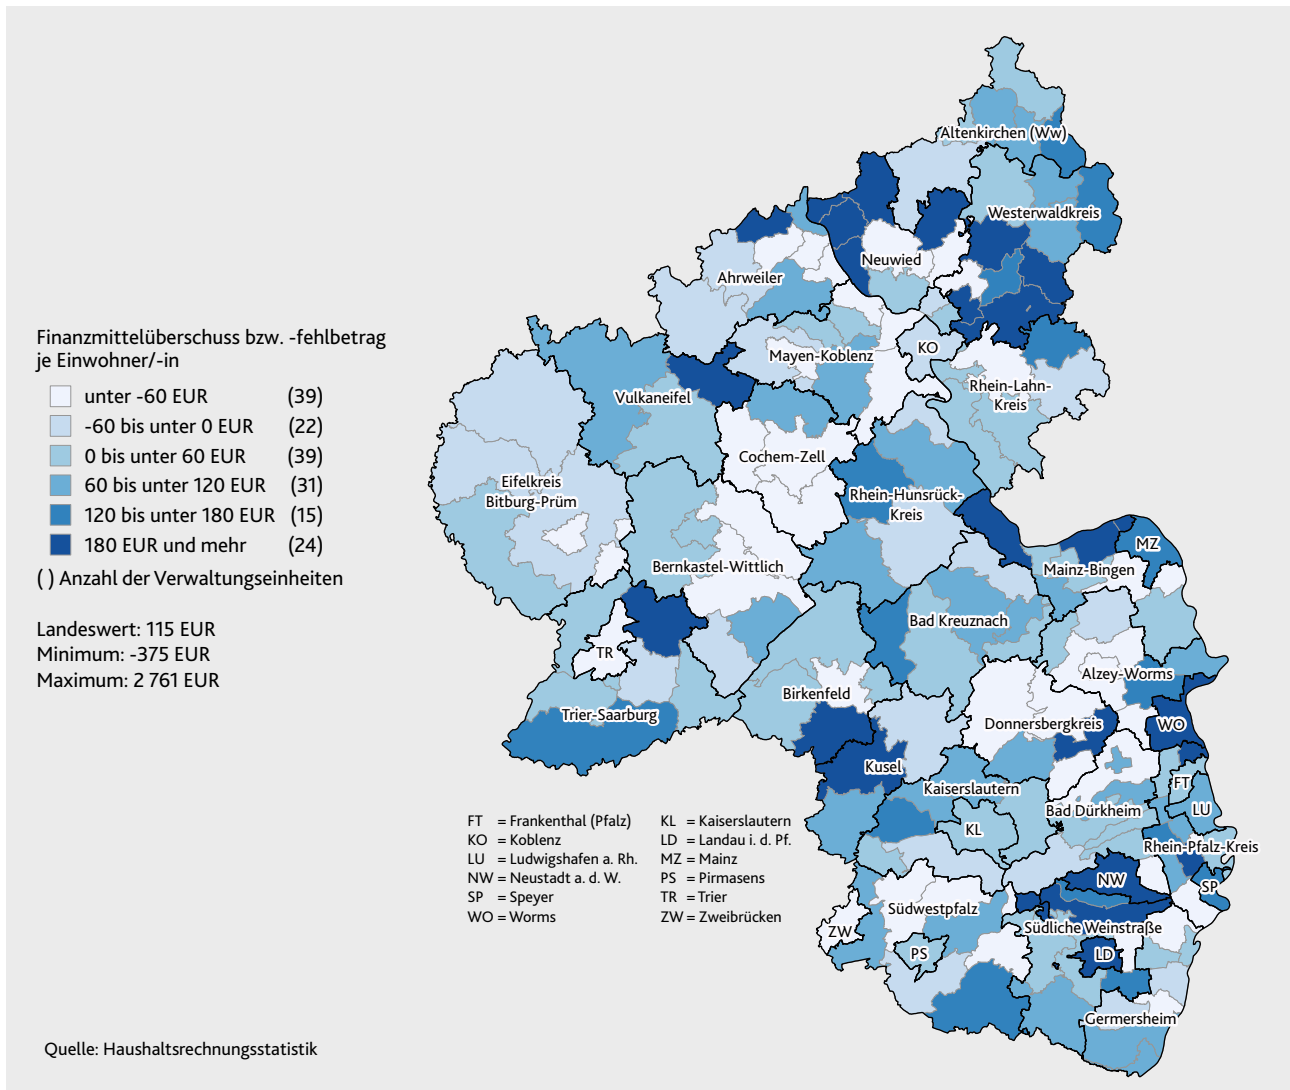 Finanzmittelüberschuss bzw. -fehlbetrag
je Einwohner/-in
unter -60 EUR (39)
-60 bis unter 0 EUR (22)
0 bis unter 60 EUR (39)
60 bis unter 120 EUR (31)
120 bis unter 180 EUR (15)
180 EUR und mehr (24)
( ) Anzahl der Verwaltungseinheiten
Landeswert: 115 EUR
Minimum: -375 EUR
Maximum: 2 761 EUR
Altenkirchen (Ww)
Westerwaldkreis
Neuwied
Ahrweiler
KO
Mayen-Koblenz
Rhein-Lahn-
Kreis
Vulkaneifel
Cochem-Zell
Eifelkreis
Bitburg-Prüm
Rhein-Hunsrück-
Kreis
MZ
Mainz-Bingen
Bernkastel-Wittlich
Bad Kreuznach
TR
Alzey-Worms
Birkenfeld
Trier-Saarburg
Donnersbergkreis
WO
Kusel
FT
Kaiserslautern
LU
Bad Dürkheim
KL
Rhein-Pfalz-Kreis
NW
SP
Südwestpfalz
ZW
Südliche Weinstraße
PS
LD
Germersheim
FT = Frankenthal (Pfalz)
KO = Koblenz
LU = Ludwigshafen a. Rh.
NW = Neustadt a. d. W.
SP = Speyer
WO = Worms
KL = Kaiserslautern
LD = Landau i. d. Pf.
MZ = Mainz
PS = Pirmasens
TR = Trier
ZW = Zweibrücken
Quelle: Haushaltsrechnungsstatistik